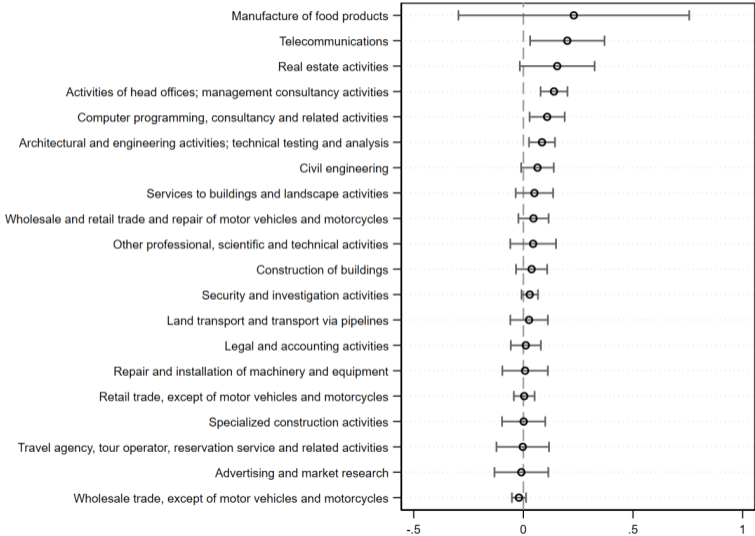 Manufacture of food products
Telecommunications
Real estate activities
Activities of head offices; management consultancy activities
Computer programming, consultancy and related activities
Architectural and engineering activities; technical testing and analysis
Civil engineering
Services to buildings and landscape activities
Wholesale and retail trade and repair of motor vehicles and motorcycles
Other professional, scientific and technical activities
Construction of buildings
Security and investigation activities
Land transport and transport via pipelines
Legal and accounting activities
Repair and installation of machinery and equipment
Retail trade, except of motor vehicles and motorcycles
Specialized construction activities
Travel agency, tour operator, reservation service and related activities
Advertising and market research
Wholesale trade, except of motor vehicles and motorcycles
-.5 0 .5 1